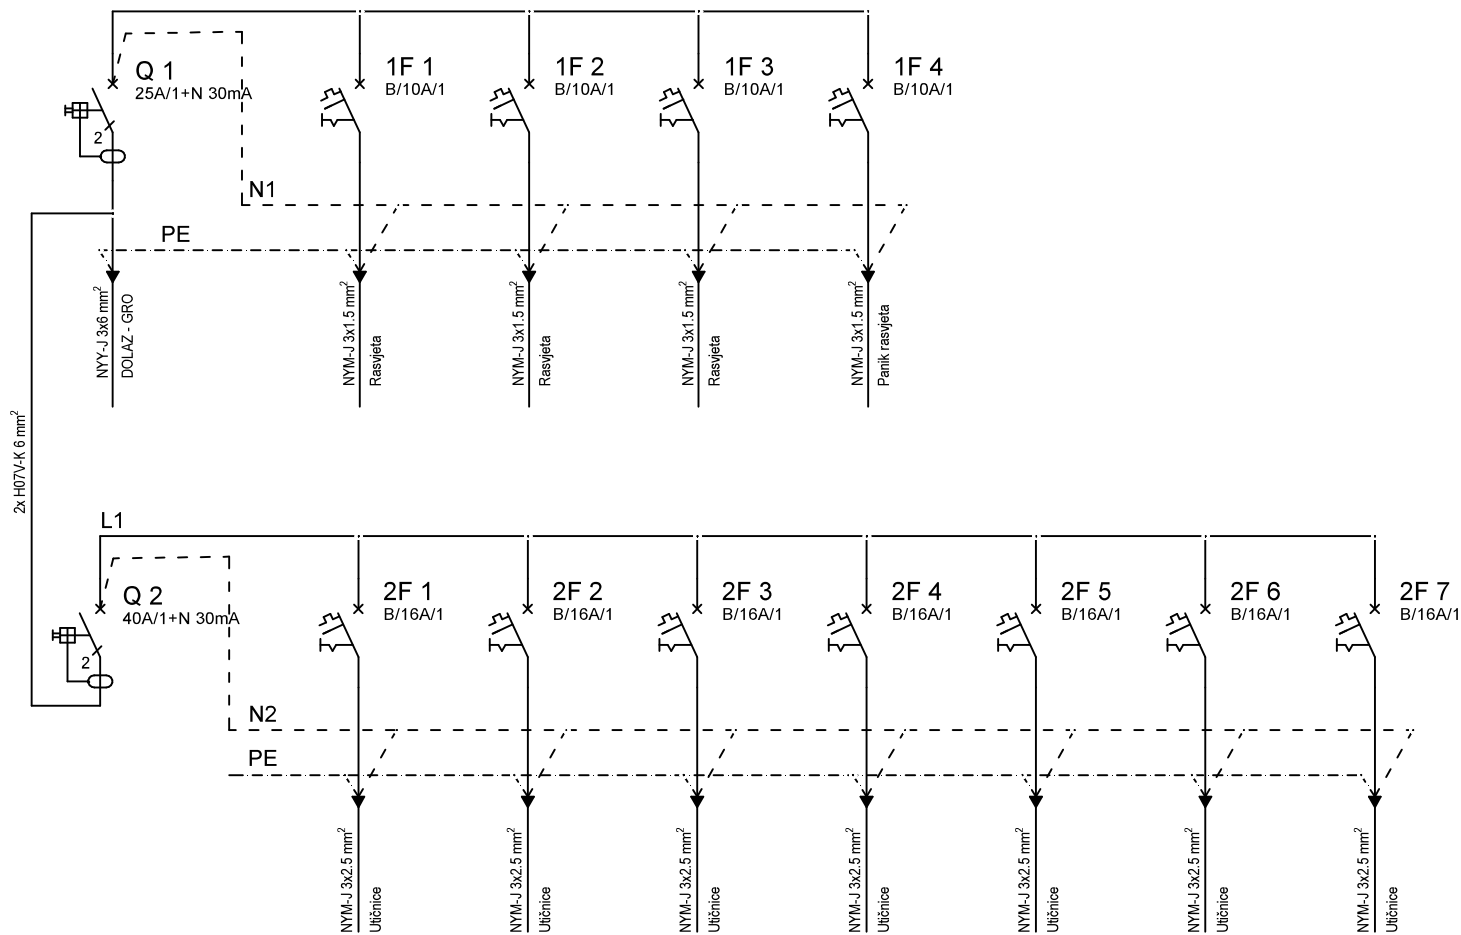 Q 1
25A/1+N 30mA
1F 1
B/10A/1
1F 2
B/10A/1
1F 3
B/10A/1
1F 4
B/10A/1
2
N1
PE
NYY-J 3x6 mm²
DOLAZ - GRO
NYM-J 3x1.5 mm²
Rasvjeta
NYM-J 3x1.5 mm²
Rasvjeta
NYM-J 3x1.5 mm²
Rasvjeta
NYM-J 3x1.5 mm²
Panik rasvjeta
2x H07V-K 6 mm²
L1
Q 2
40A/1+N 30mA
2F 1
B/16A/1
2F 2
B/16A/1
2F 3
B/16A/1
2F 4
B/16A/1
2F 5
B/16A/1
2F 6
B/16A/1
2F 7
B/16A/1
2
N2
PE
NYM-J 3x2.5 mm²
Utičnice
NYM-J 3x2.5 mm²
Utičnice
NYM-J 3x2.5 mm²
Utičnice
NYM-J 3x2.5 mm²
Utičnice
NYM-J 3x2.5 mm²
Utičnice
NYM-J 3x2.5 mm²
Utičnice
NYM-J 3x2.5 mm²
Utičnice